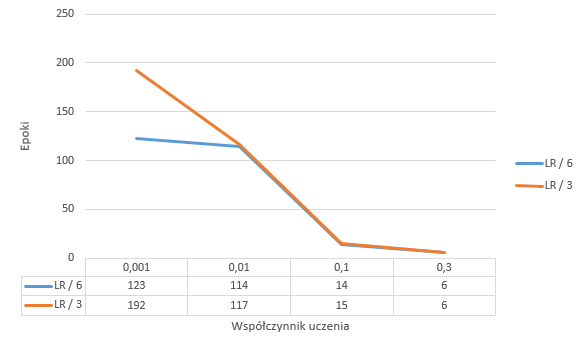 250
200
150
100
50
0
Epoki
0,001 0,01 0,1 0,3
LR / 6 123 114 14 6
LR / 3 192 117 15 6
Współczynnik uczenia
LR / 6
LR / 3